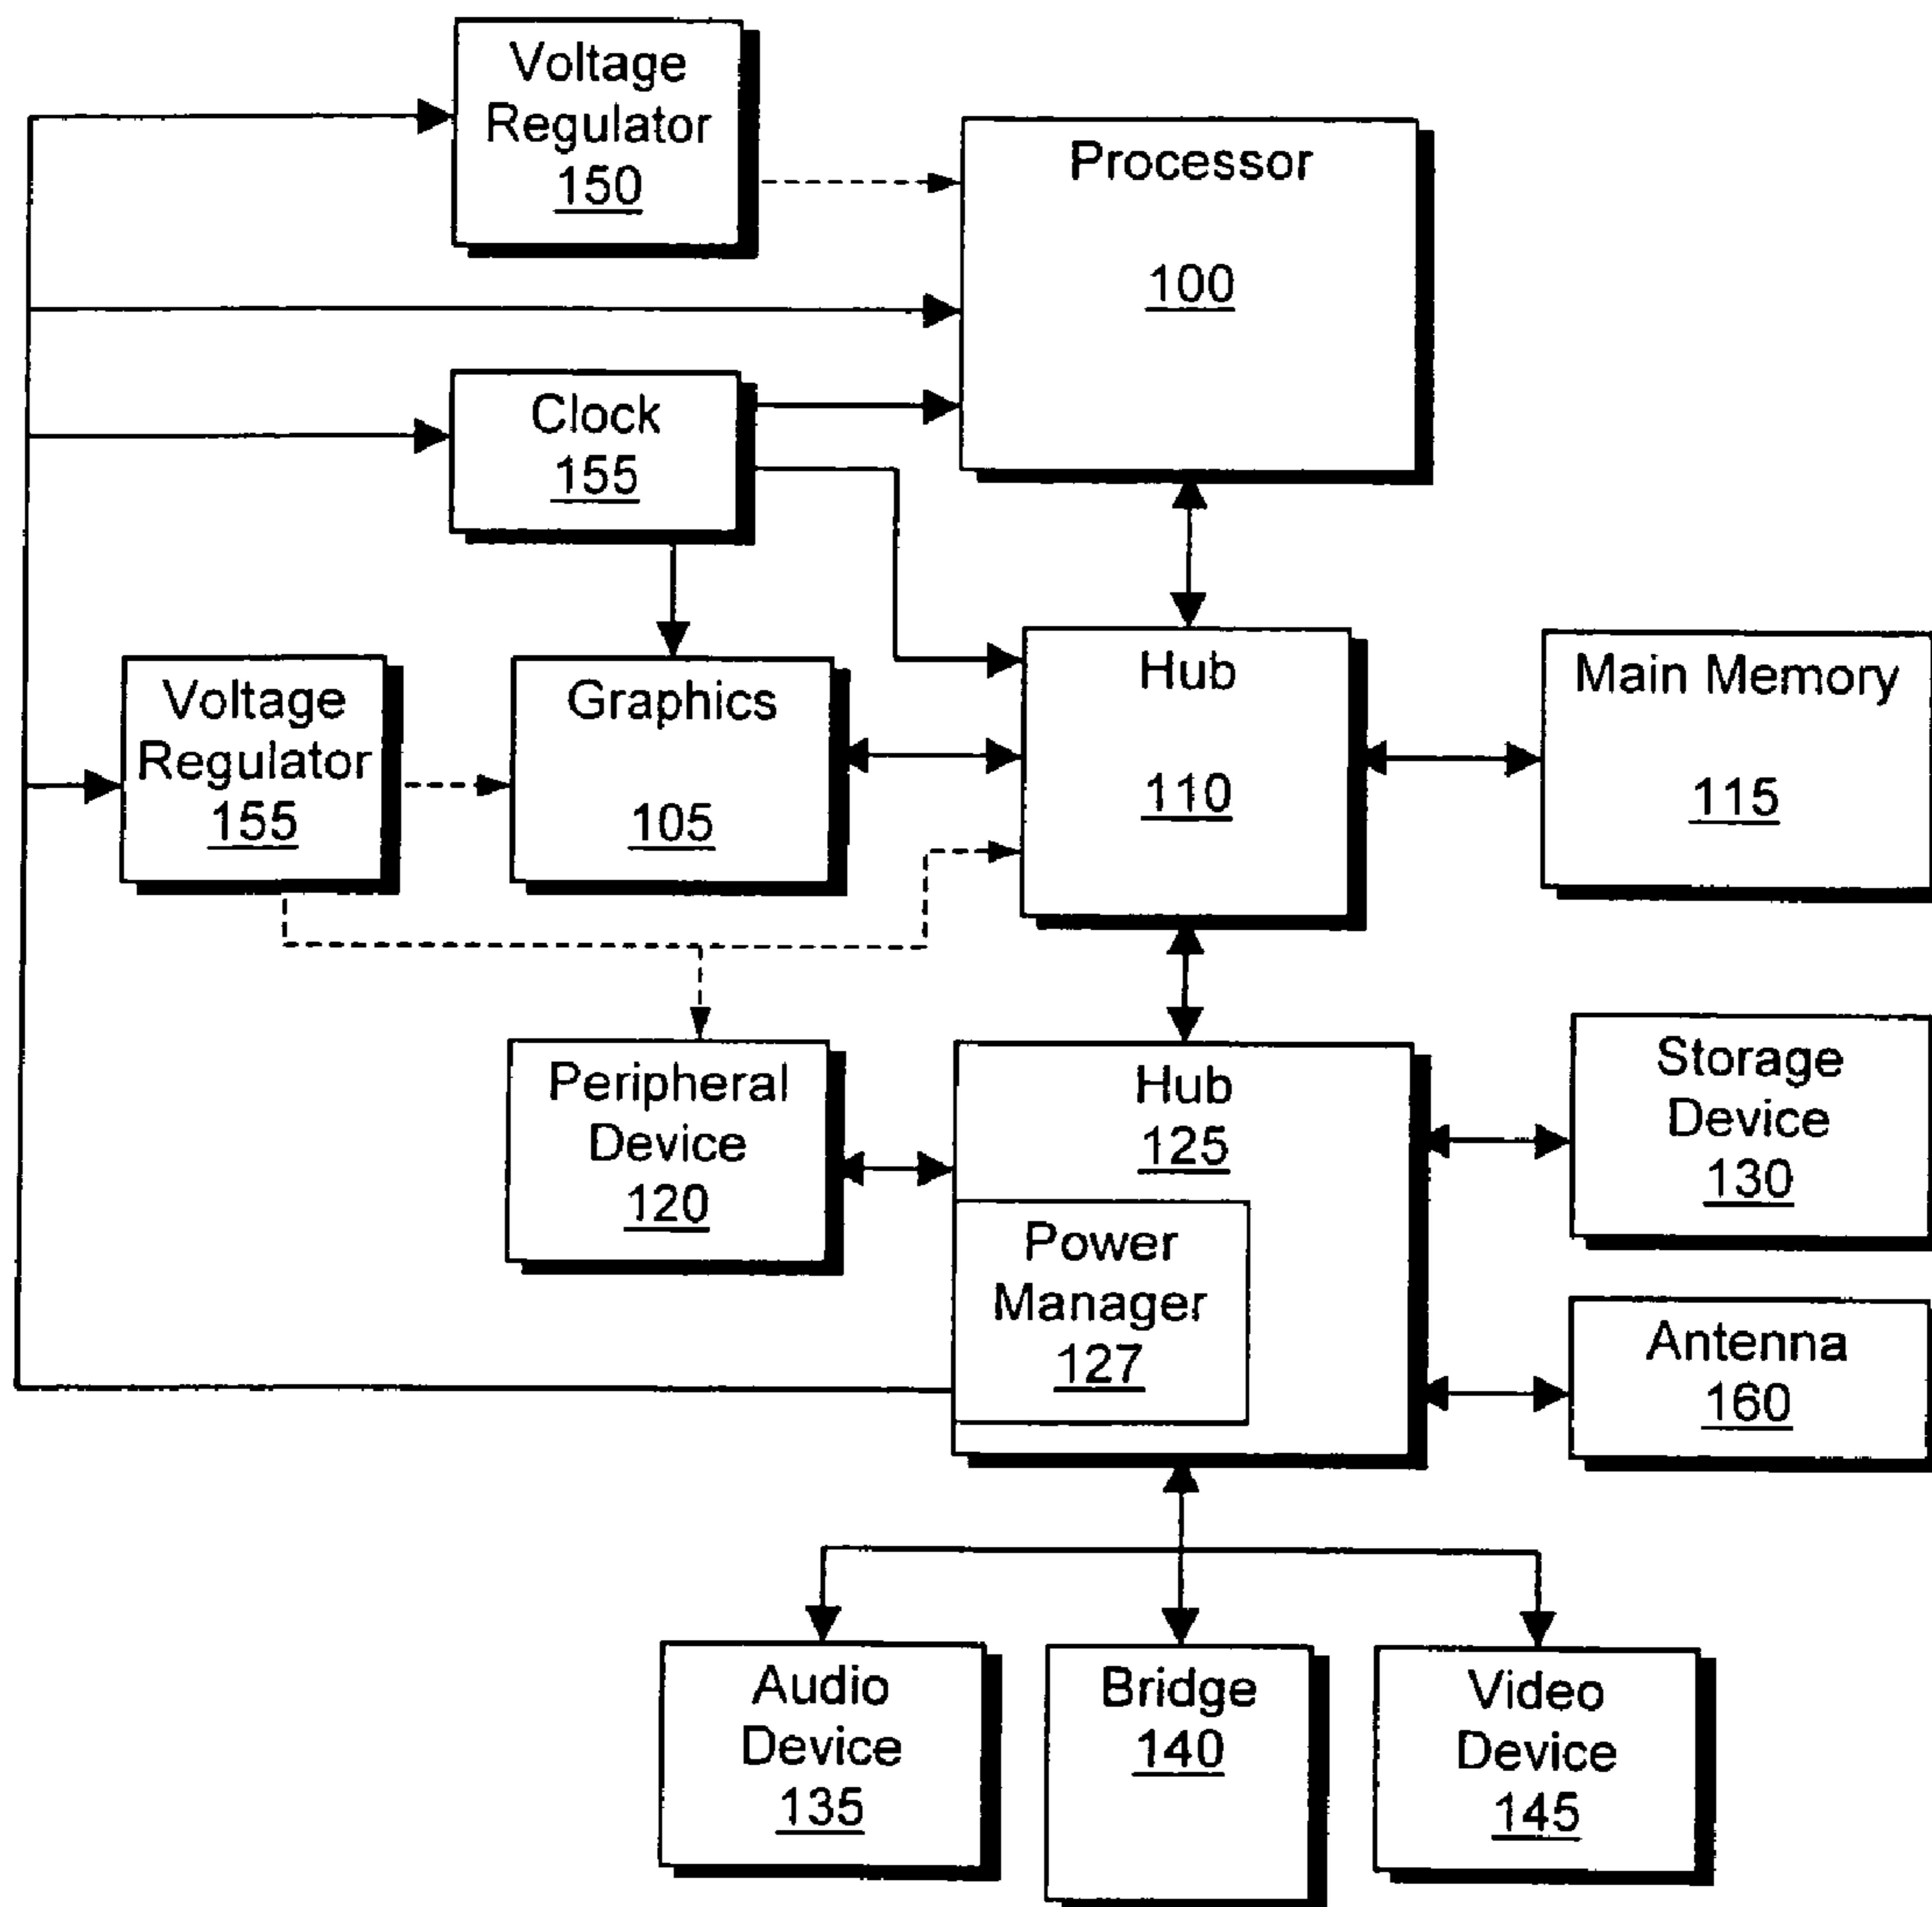 Voltage
Regulator
150
Processor
100
Clock
155
Voltage
Regulator
155
Graphics
105
Hub
110
Main Memory
115
Peripheral
Device
120
Hub
125
Power
Manager
127
Storage
Device
130
Antenna
160
Audio
Device
135
Bridge
140
Video
Device
145